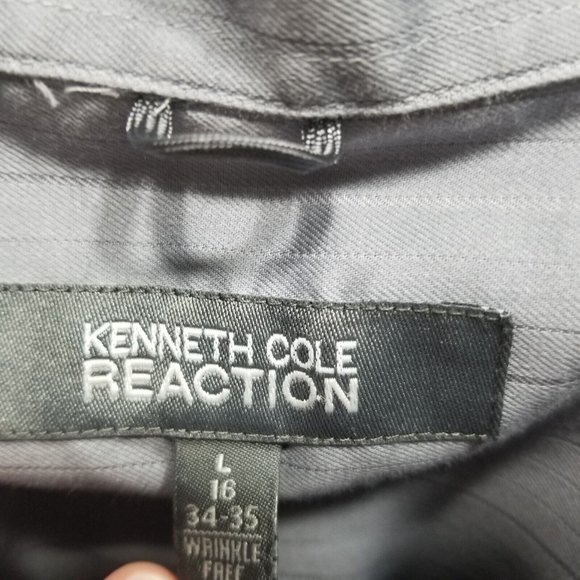 KENNETH COLE
REACTION
L
16
34-35
WRINKLE
FREE